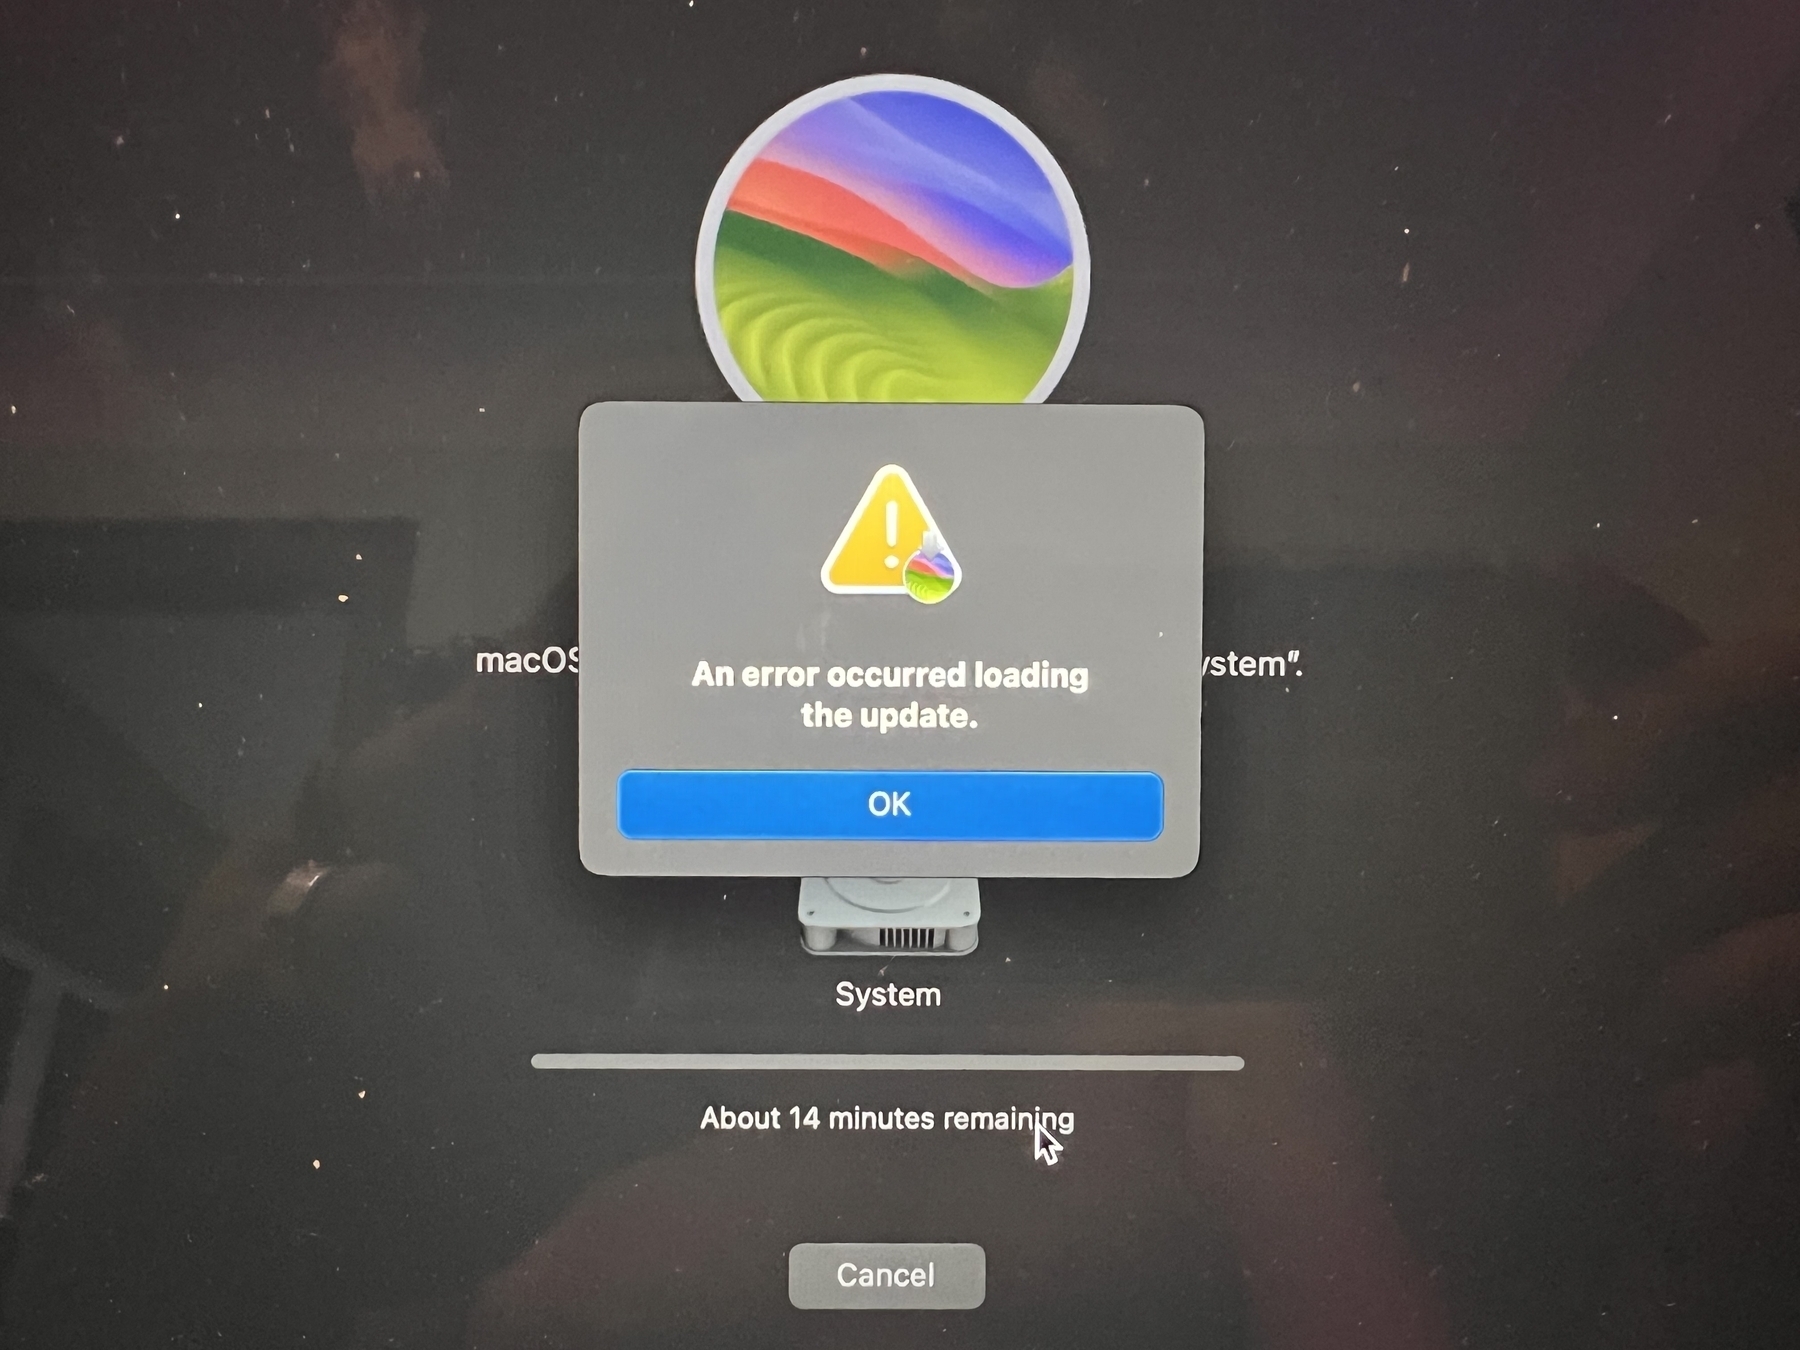 An error occurred loading
the update.
OK
macOS
ystem".
System
About 14 minutes remaining
Cancel